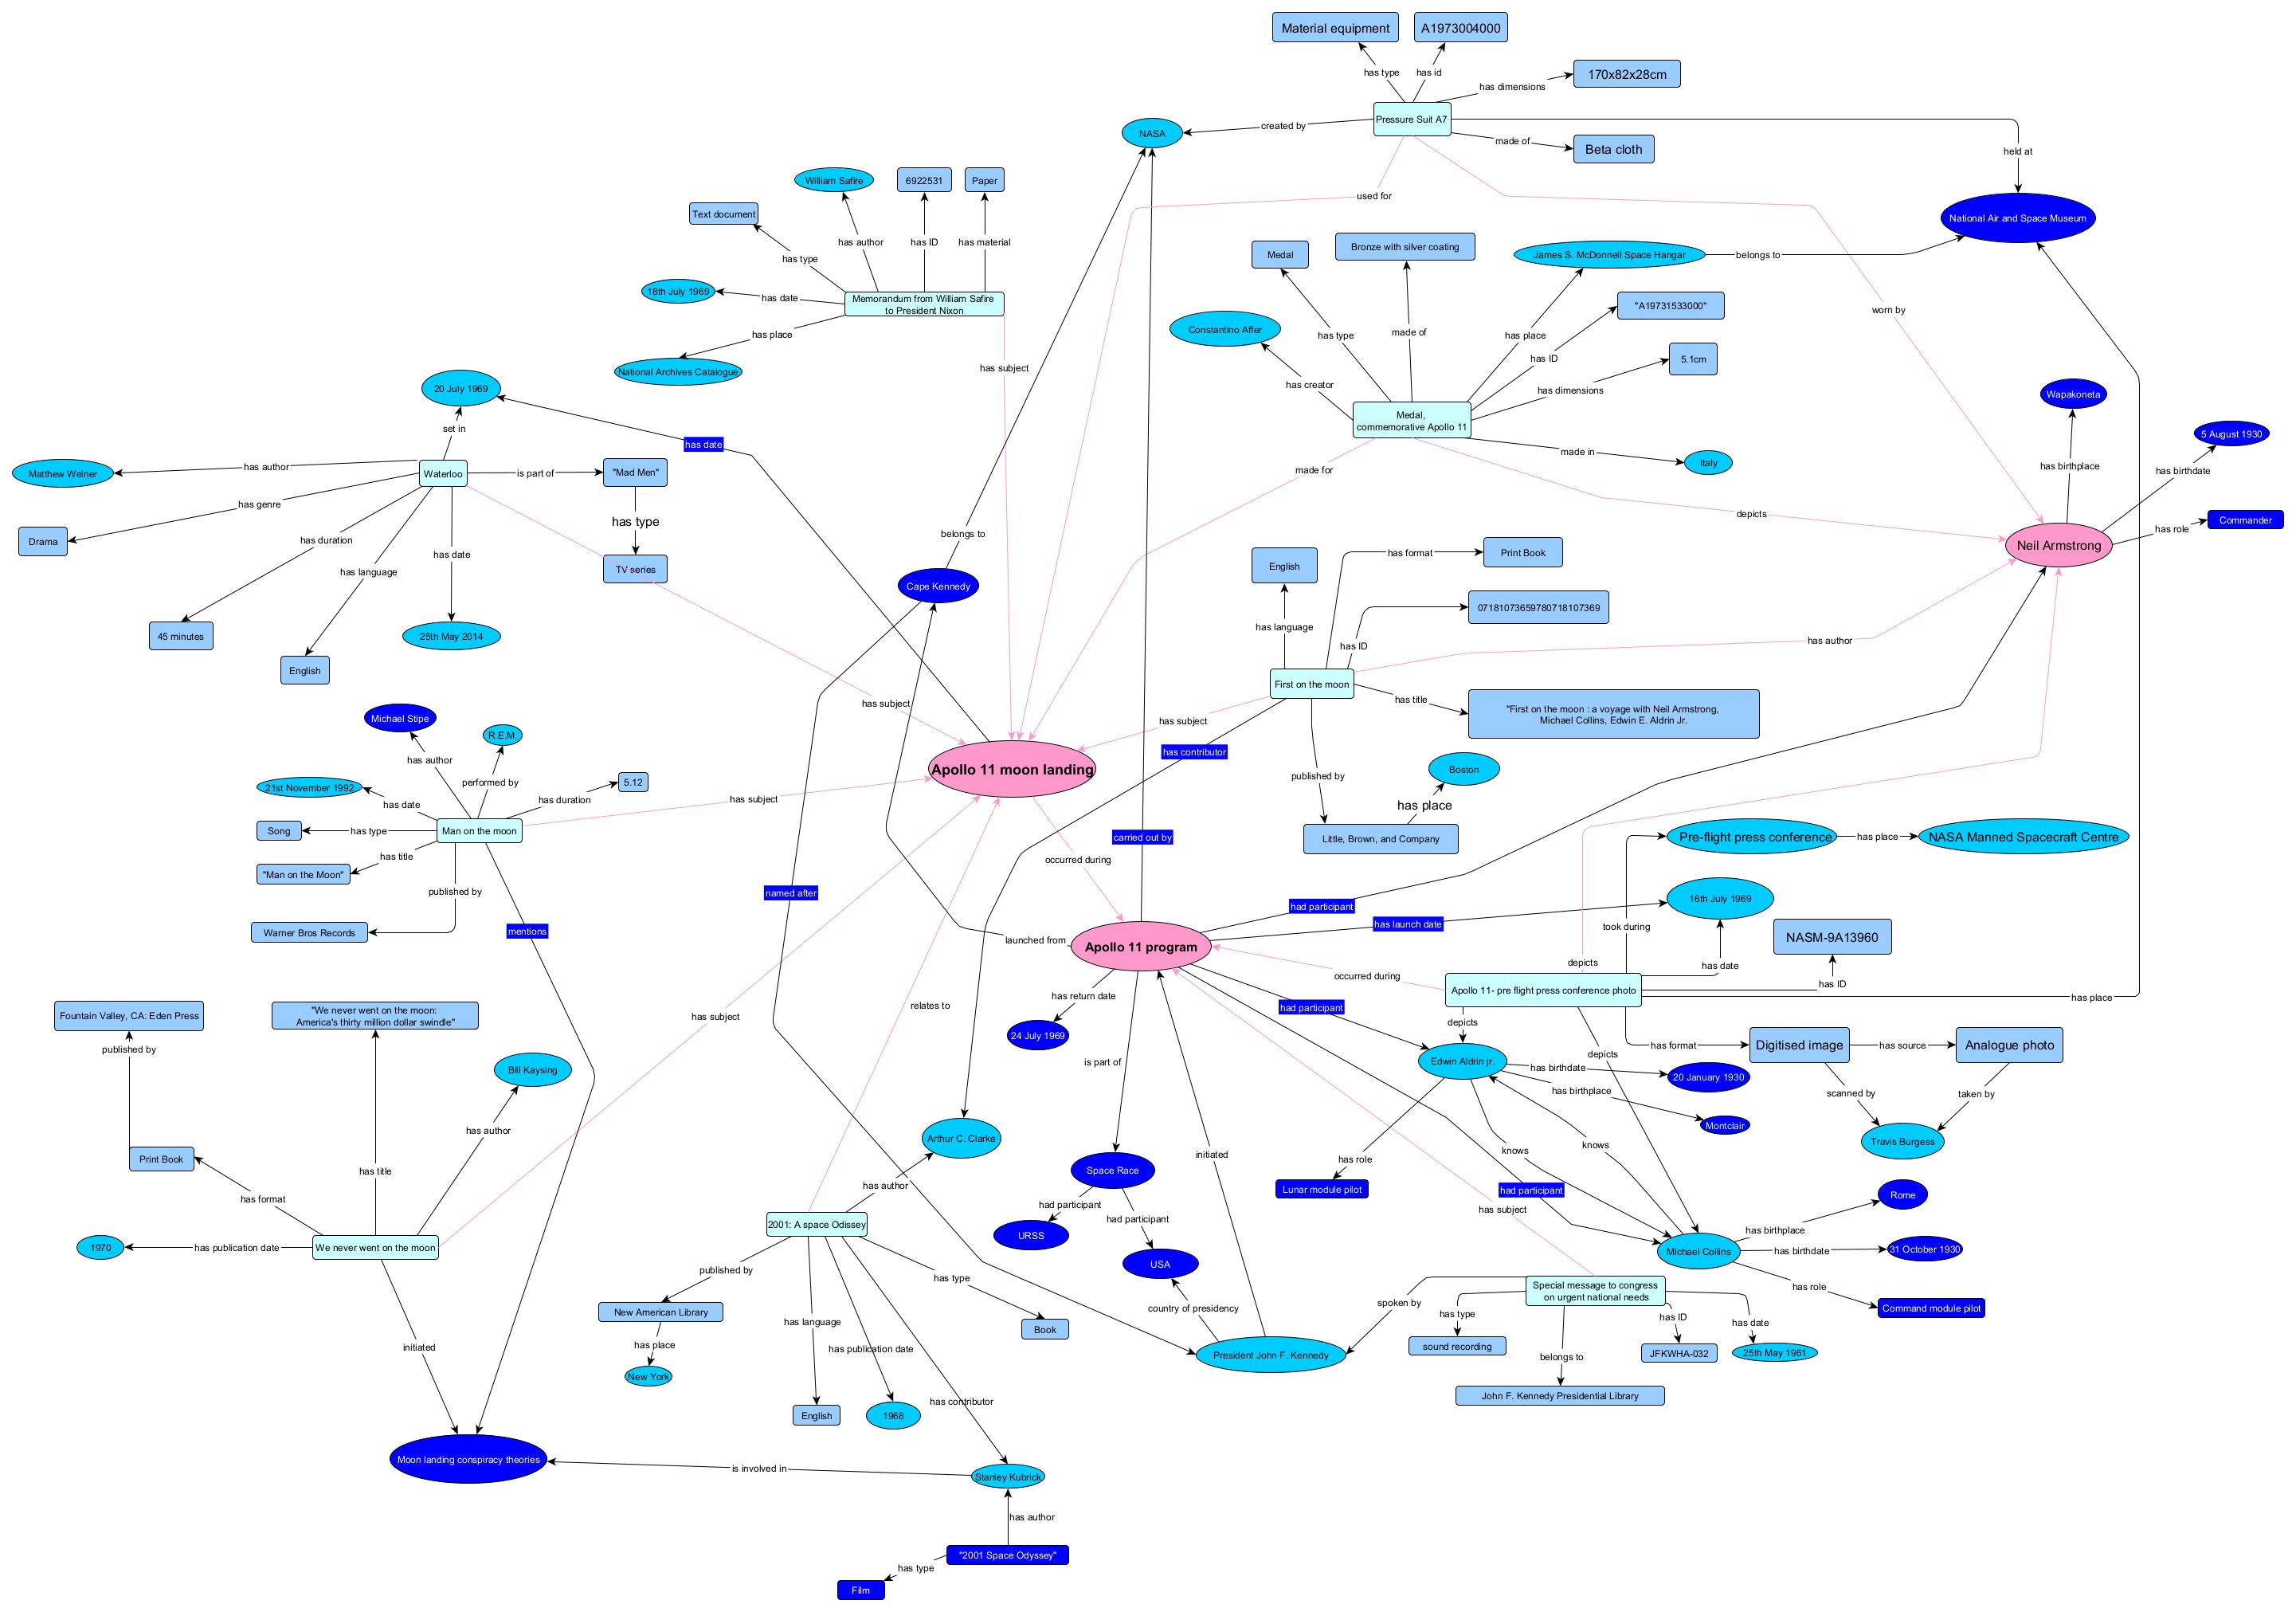 Material equipment
A1973004000
has type
has id
170x82x28cm
has dimensions
Pressure Suit A7
created by
NASA
made of
Beta cloth
held at
used for
worn by
National Air and Space Museum
William Safire
6922531
Paper
Text document
has author
has ID
has material
has type
18th July 1969
has date
Memorandum from William Safire
to President Nixon
has place
National Archives Catalogue
has subject
Medal
Bronze with silver coating
James S. McDonnell Space Hangar
belongs to
"A19731533000"
Constantino Affer
has type
made of
has place
has ID
5.1cm
has creator
has dimensions
Medal,
commemorative Apollo 11
made in
Italy
made for
depicts
Wapakoneta
5 August 1930
has birthplace
has birthdate
has role
Commander
Neil Armstrong
20 July 1969
set in
has date
Matthew Weiner
has author
Waterloo
is part of
"Mad Men"
has type
TV series
has genre
Drama
has duration
has language
has date
45 minutes
English
25th May 2014
has subject
belongs to
Cape Kennedy
English
has format
Print Book
has language
07181073659780718107369
has ID
has author
First on the moon
has title
"First on the moon : a voyage with Neil Armstrong,
Michael Collins, Edwin E. Aldrin Jr.
has subject
has contributor
published by
Boston
has place
Little, Brown, and Company
Michael Stipe
R.E.M.
has author
performed by
21st November 1992
has date
has duration
5.12
Song
has type
Man on the moon
has subject
has title
"Man on the Moon"
published by
Warner Bros Records
mentions
Apollo 11 moon landing
occurred during
carried out by
named after
Pre-flight press conference
has place
NASA Manned Spacecraft Centre
had participant
16th July 1969
has launch date
launched from
Apollo 11 program
took during
NASM-9A13960
depicts
has date
has ID
occurred during
Apollo 11- pre flight press conference photo
has place
has return date
24 July 1969
had participant
depicts
depicts
has format
Digitised image
has source
Analogue photo
scanned by
taken by
Travis Burgess
is part of
Edwin Aldrin jr.
has birthdate
20 January 1930
has birthplace
Montclair
knows
knows
has role
Lunar module pilot
had participant
has subject
initiated
Space Race
had participant
had participant
URSS
USA
country of presidency
President John F. Kennedy
Rome
has birthplace
Michael Collins
has birthdate
31 October 1930
has role
Command module pilot
Special message to congress
on urgent national needs
spoken by
has type
has ID
has date
sound recording
JFKWHA-032
25th May 1961
belongs to
John F. Kennedy Presidential Library
Fountain Valley, CA: Eden Press
"We never went on the moon:
America's thirty million dollar swindle"
published by
Bill Kaysing
has author
Print Book
has title
has format
1970
has publication date
We never went on the moon
has subject
initiated
relates to
Arthur C. Clarke
has author
2001: A space Odissey
published by
New American Library
has place
New York
has language
English
has publication date
1968
has type
Book
has contributor
Moon landing conspiracy theories
is involved in
Stanley Kubrick
has author
"2001 Space Odyssey"
has type
Film